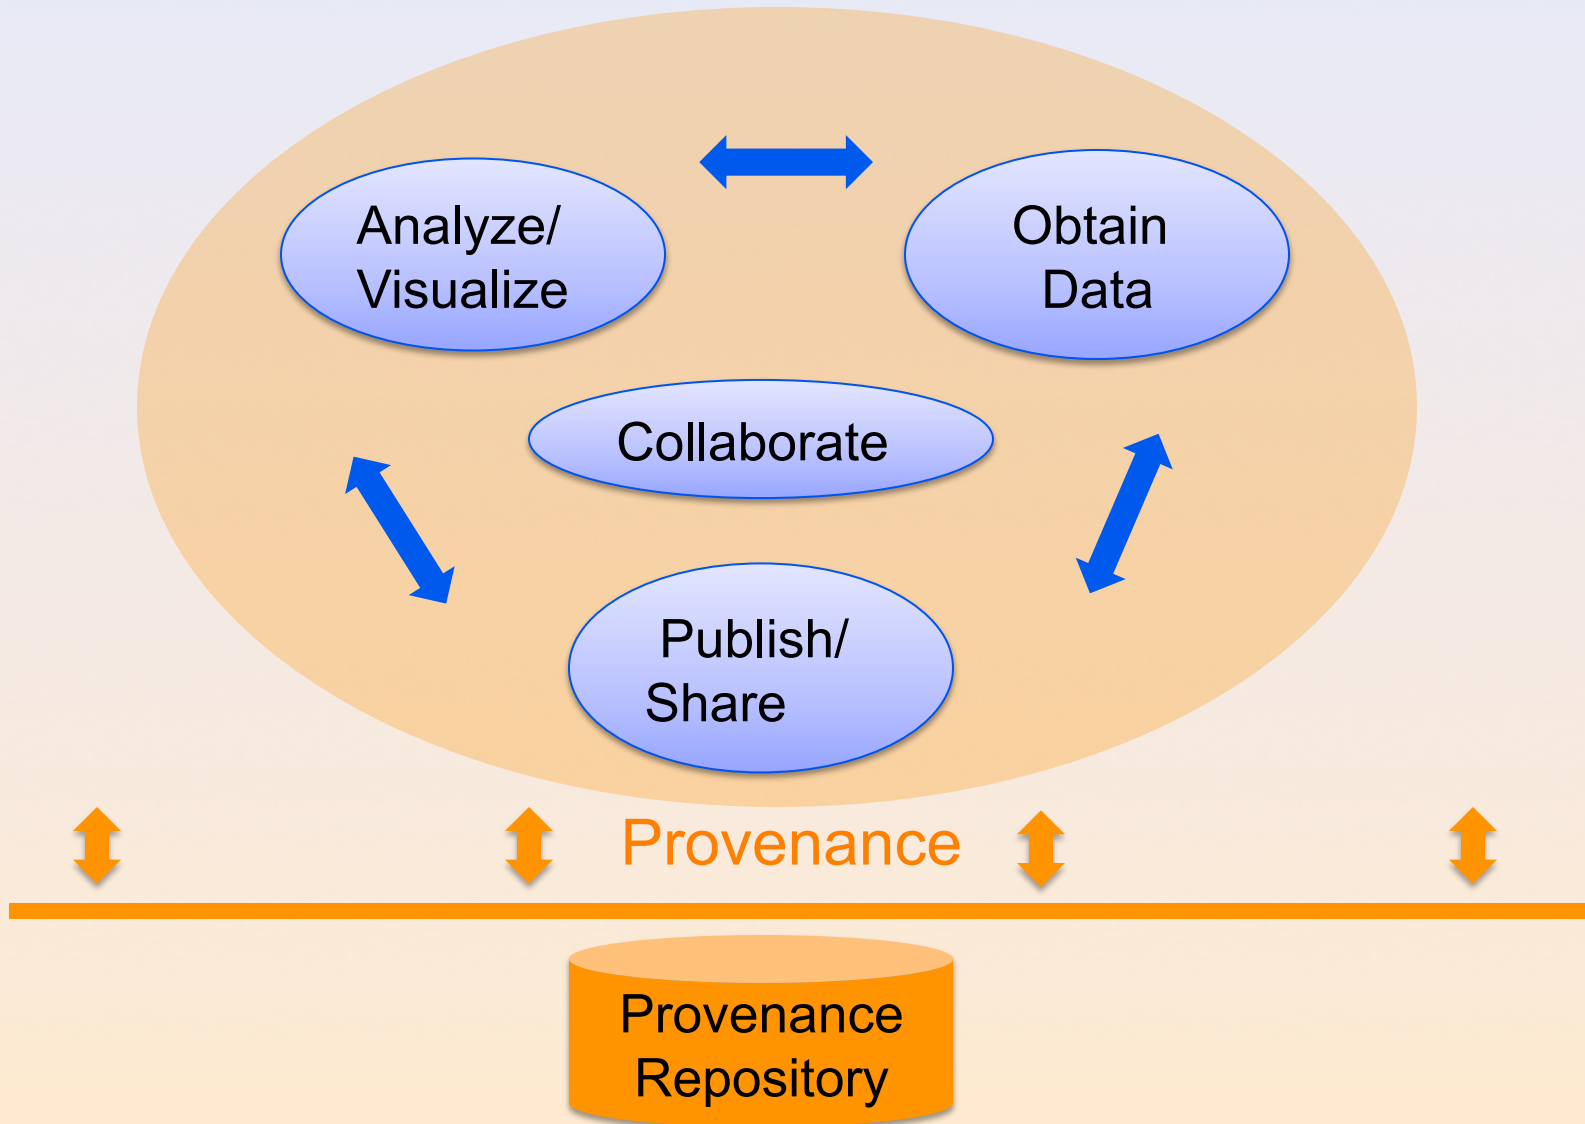 Analyze/
Visualize
Obtain
Data
Collaborate
Publish/
Share
Provenance
Provenance
Repository